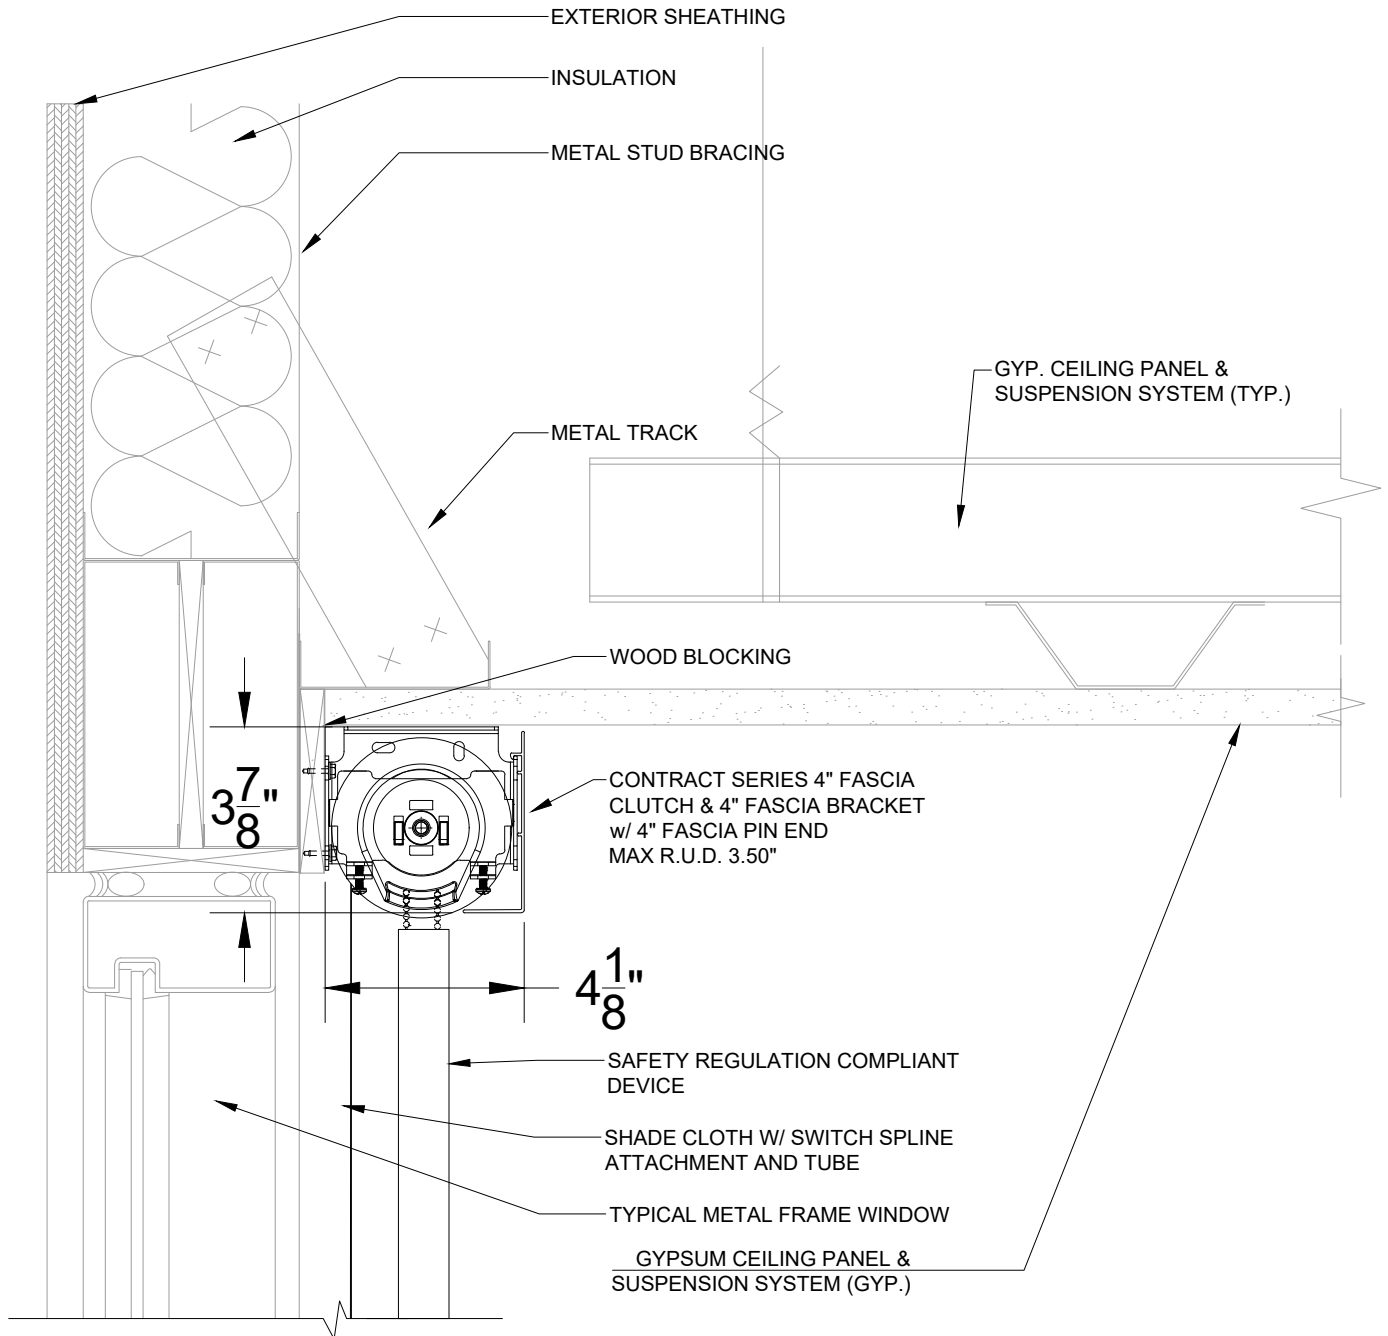 EXTERIOR SHEATHING
INSULATION
METAL STUD BRACING
GYP. CEILING PANEL &
SUSPENSION SYSTEM (TYP.)
METAL TRACK
WOOD BLOCKING
3 7/8"
CONTRACT SERIES 4" FASCIA
CLUTCH & 4" FASCIA BRACKET
w/ 4" FASCIA PIN END
MAX R.U.D. 3.50"
4 1/8"
SAFETY REGULATION COMPLIANT
DEVICE
SHADE CLOTH W/ SWITCH SPLINE
ATTACHMENT AND TUBE
TYPICAL METAL FRAME WINDOW
GYPSUM CEILING PANEL &
SUSPENSION SYSTEM (GYP.)